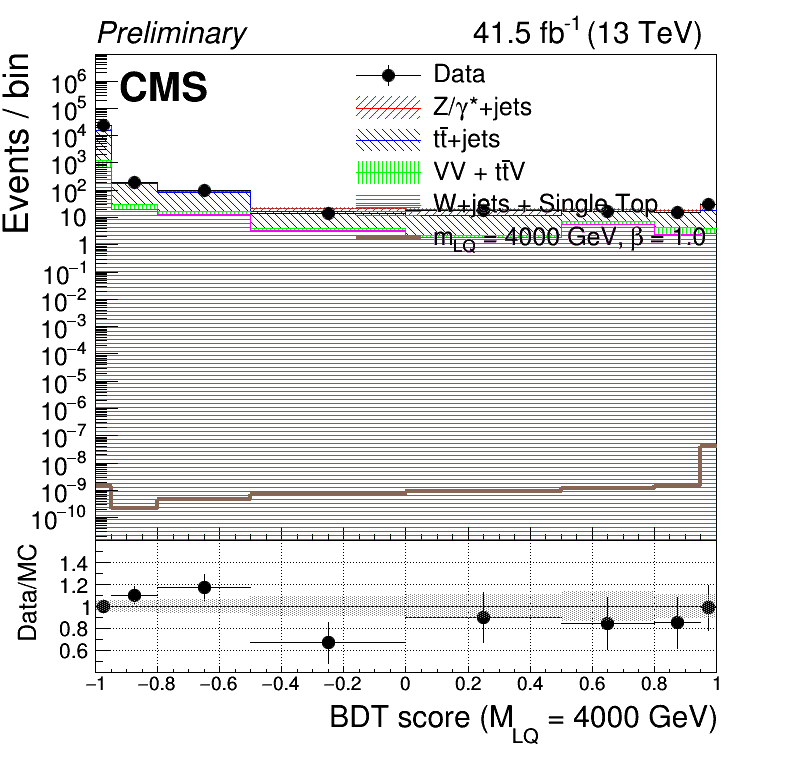 Preliminary 41.5 fb⁻¹ (13 TeV)
CMS
Data
Z/γ*+jets
tt̄+jets
VV + tt̄V
W+jets + Single Top
m_LQ = 4000 GeV, β = 1.0
Events / bin
10⁶
10⁵
10⁴
10³
10²
10
1
10⁻¹
10⁻²
10⁻³
10⁻⁴
10⁻⁵
10⁻⁶
10⁻⁷
10⁻⁸
10⁻⁹
10⁻¹⁰
Data/MC
1.4
1.2
1
0.8
0.6
−1 −0.8 −0.6 −0.4 −0.2 0 0.2 0.4 0.6 0.8 1
BDT score (M_LQ = 4000 GeV)